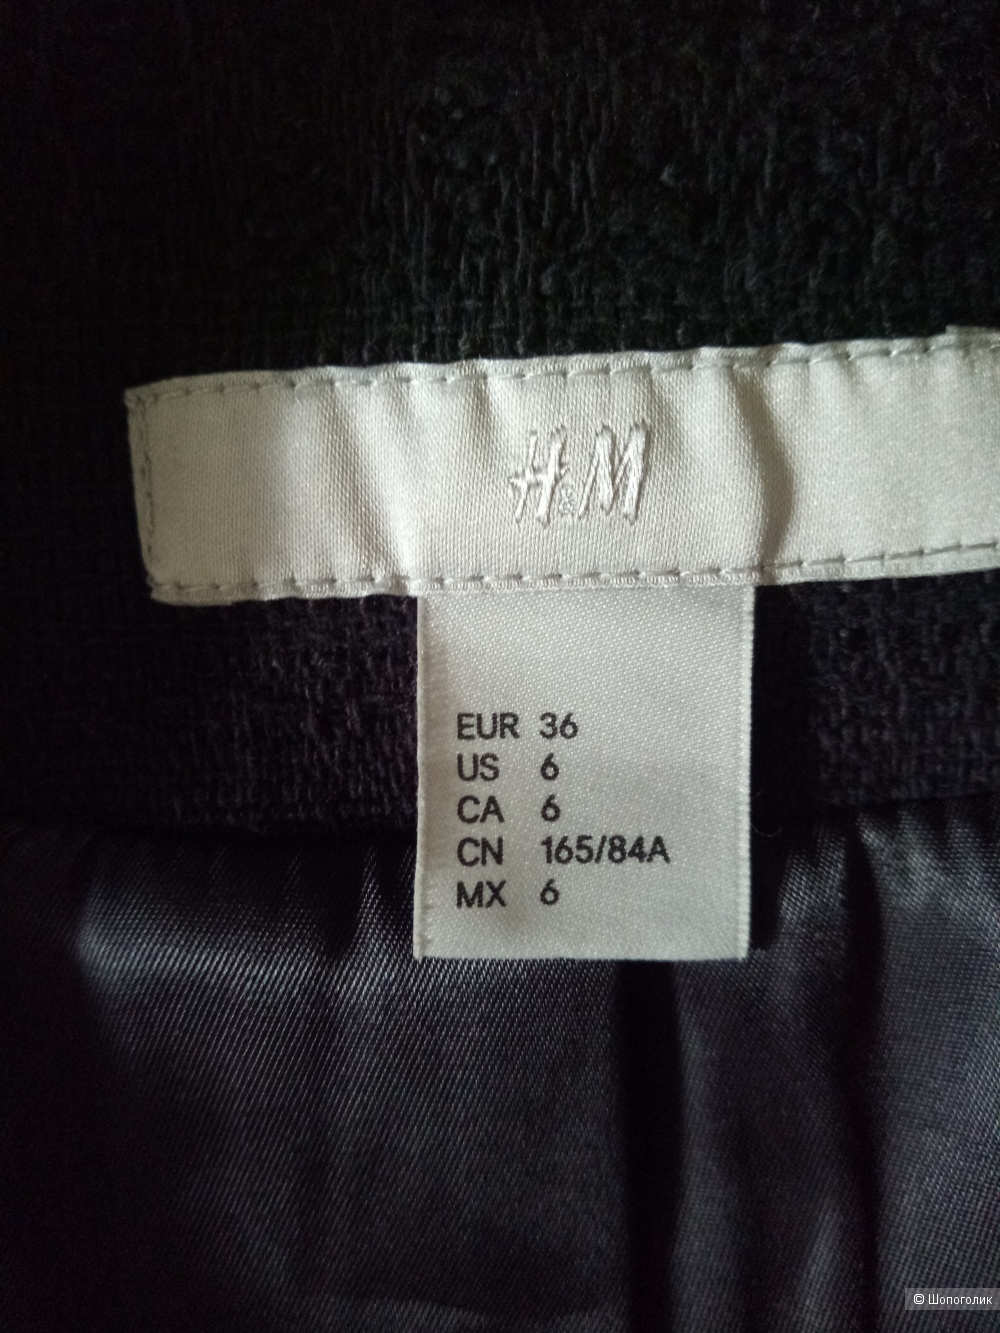 H&M
EUR 36
US 6
CA 6
CN 165/84A
MX 6
© Шопоголик